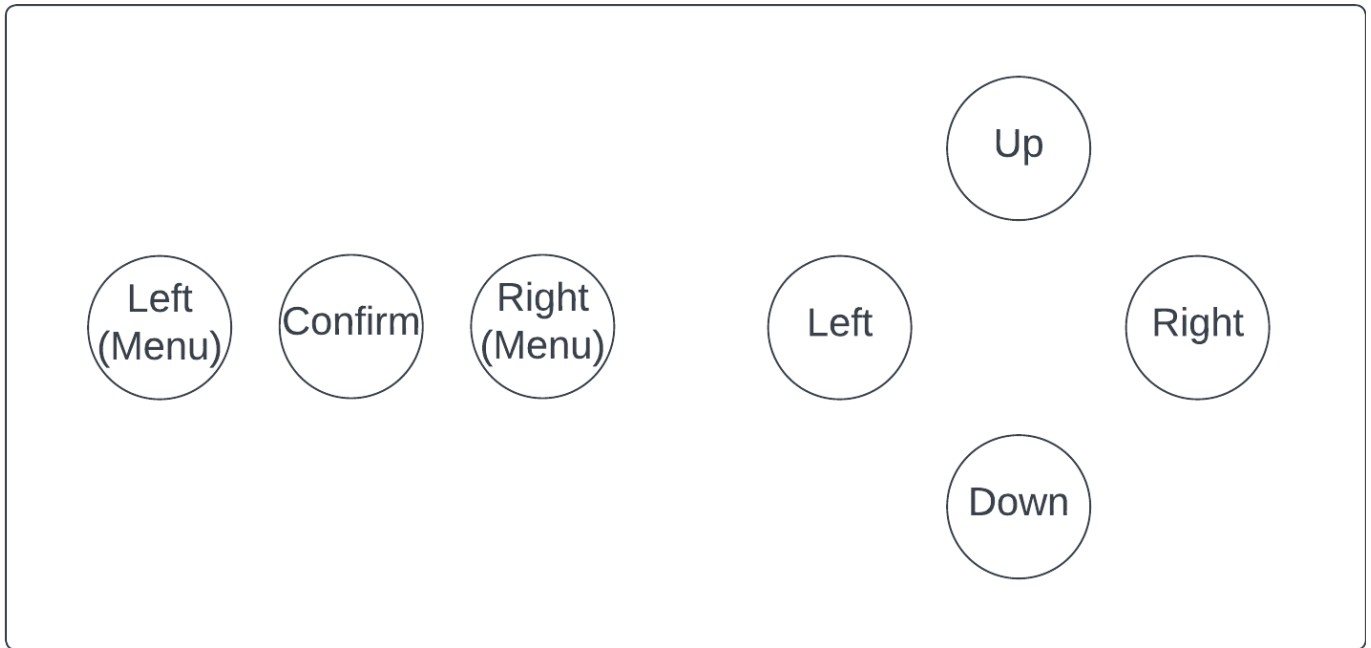 Up
Left
(Menu)
Confirm
Right
(Menu)
Left
Right
Down